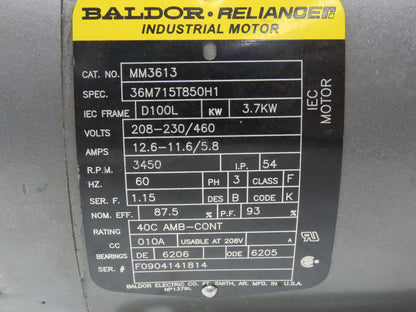 BALDOR · RELIANCER
INDUSTRIAL MOTOR
CAT. NO. MM3613
SPEC. 36M715T850H1
IEC FRAME D100L KW 3.7KW
VOLTS 208-230/460
AMPS 12.6-11.6/5.8
R.P.M. 3450 I.P. 54
HZ. 60 PH 3 CLASS F
SER. F. 1.15 DES B CODE K
NOM. EFF. 87.5 % P.F. 93 %
RATING 40C AMB-CONT
CC 010A USABLE AT 208V A
BEARINGS DE 6206 ODE 6205
SER. # F0904141814
BALDOR ELECTRIC CO. FT. SMITH, AR. MFG. IN U.S.A.
NP1379L
IEC MOTOR